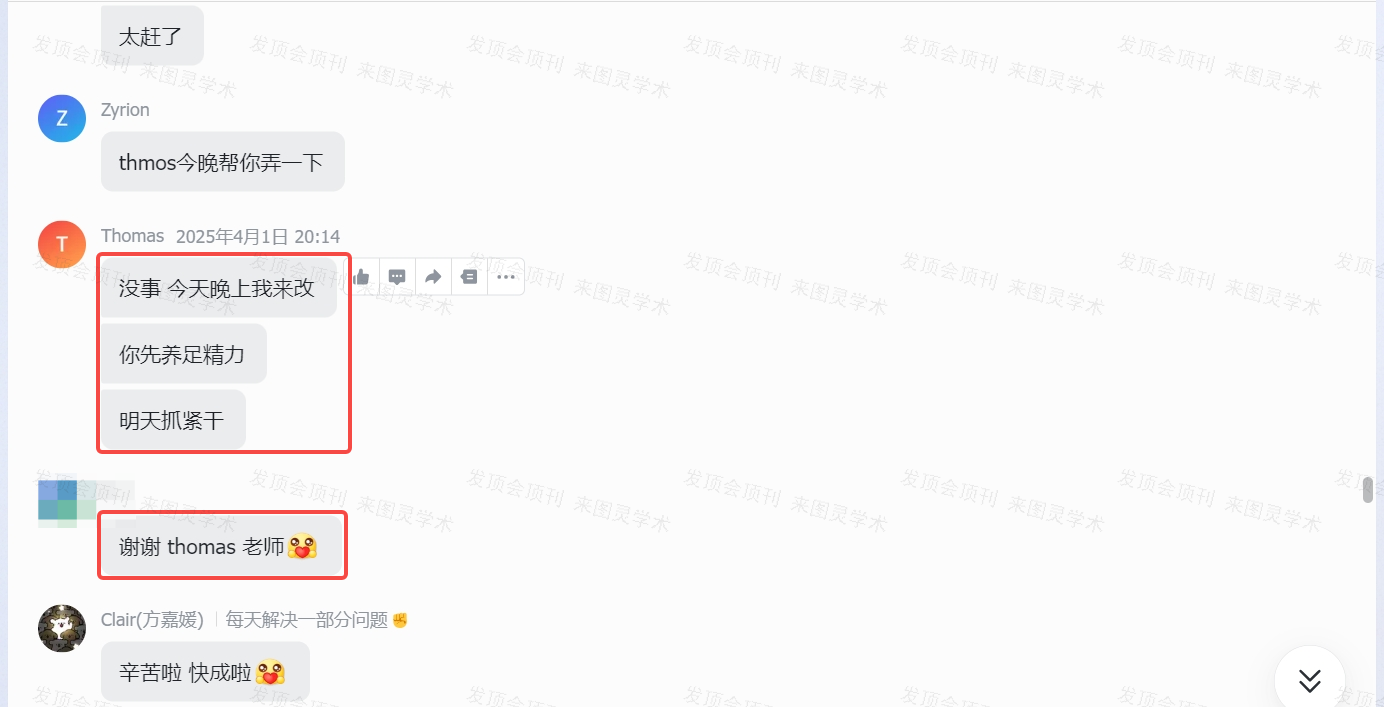 太赶了
Z
Zyrion
thmos今晚帮你弄一下
T
Thomas 2025年4月1日 20:14
没事 今天晚上我来改
你先养足精力
明天抓紧干
谢谢 thomas 老师
Clair(方嘉媛) 每天解决一部分问题
辛苦啦 快成啦
发顶会顶刊 来图灵学术